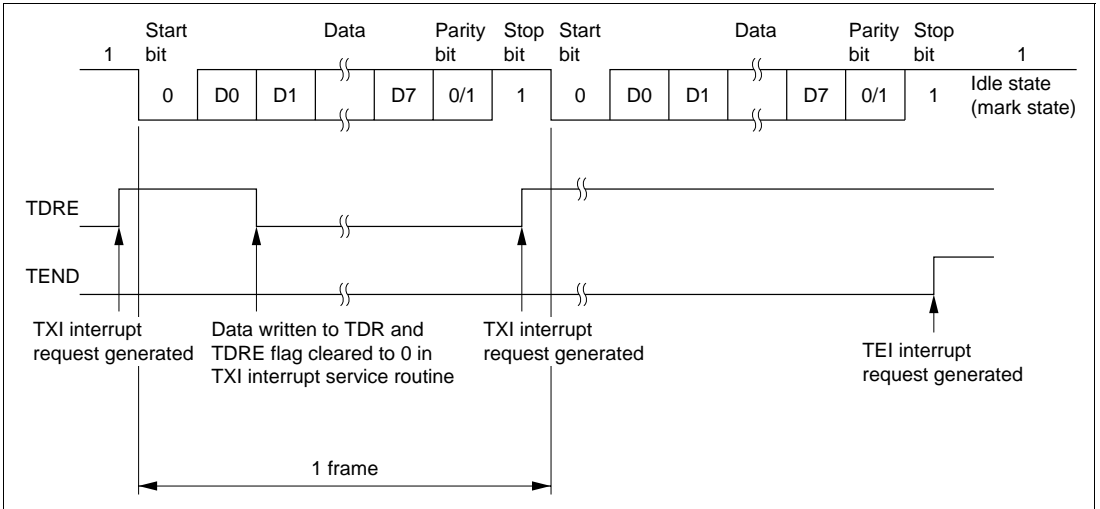 Start bit
Data
Parity bit
Stop bit
Start bit
Data
Parity bit
Stop bit
1
1
0 D0 D1 D7 0/1 1 0 D0 D1 D7 0/1 1
Idle state
(mark state)
TDRE
TEND
TXI interrupt
request generated
Data written to TDR and
TDRE flag cleared to 0 in
TXI interrupt service routine
TXI interrupt
request generated
TEI interrupt
request generated
1 frame